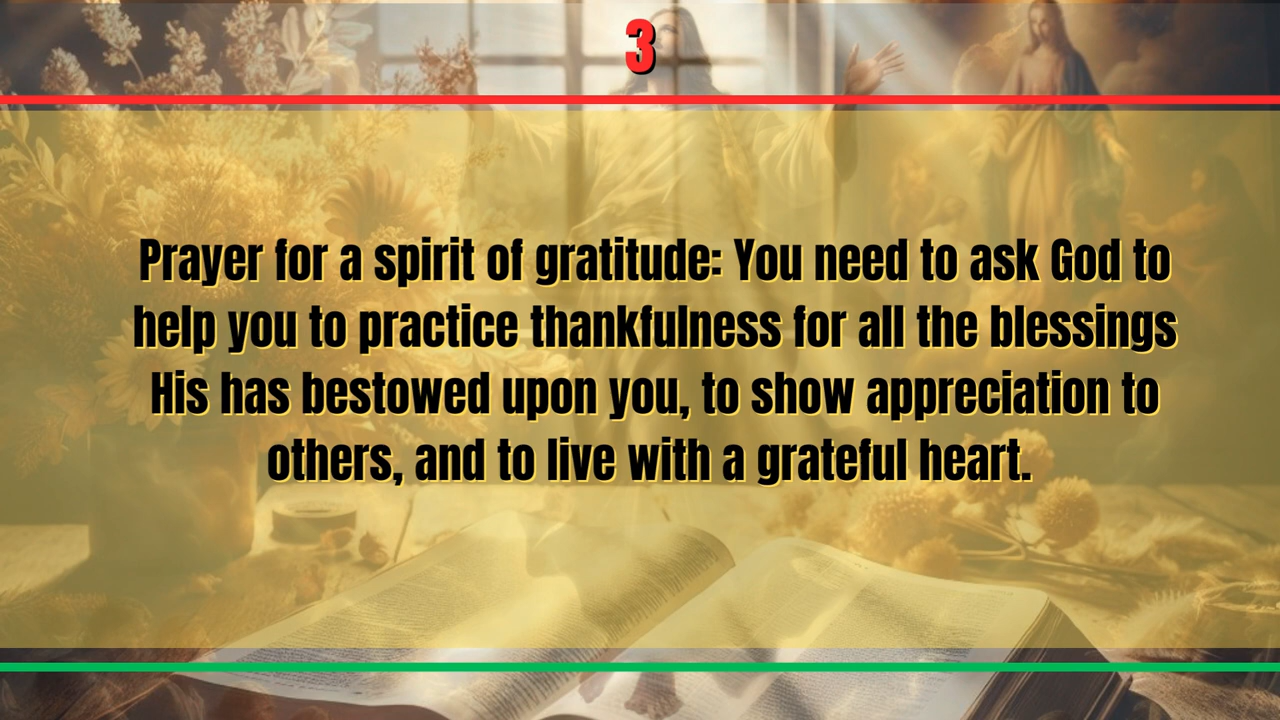 3
Prayer for a spirit of gratitude: You need to ask God to
help you to practice thankfulness for all the blessings
His has bestowed upon you, to show appreciation to
others, and to live with a grateful heart.